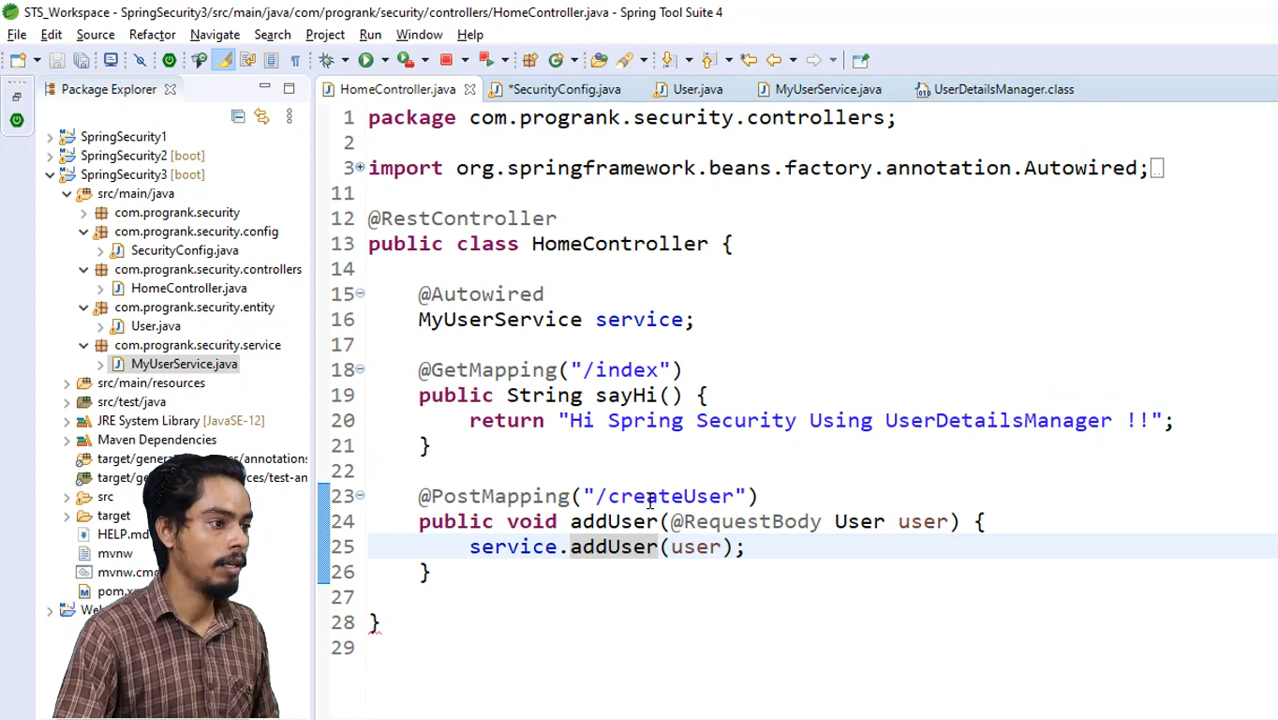 STS_Workspace - SpringSecurity3/src/main/java/com/progrank/security/controllers/HomeController.java - Spring Tool Suite 4
File Edit Source Refactor Navigate Search Project Run Window Help
Package Explorer
HomeController.java *SecurityConfig.java User.java MyUserService.java UserDetailsManager.class
SpringSecurity1
SpringSecurity2 [boot]
SpringSecurity3 [boot]
src/main/java
com.progrank.security
com.progrank.security.config
SecurityConfig.java
com.progrank.security.controllers
HomeController.java
com.progrank.security.entity
User.java
com.progrank.security.service
MyUserService.java
src/main/resources
src/test/java
JRE System Library [JavaSE-12]
Maven Dependencies
target/generated-sources/annotations
src
target
HELP.md
mvnw
mvnw.cmd
pom.x
1 package com.progrank.security.controllers;
2
3 import org.springframework.beans.factory.annotation.Autowired;
11
12 @RestController
13 public class HomeController {
14
15 @Autowired
16 MyUserService service;
17
18 @GetMapping("/index")
19 public String sayHi() {
20 return "Hi Spring Security Using UserDetailsManager !!";
21 }
22
23 @PostMapping("/createUser")
24 public void addUser(@RequestBody User user) {
25 service.addUser(user);
26 }
27
28 }
29